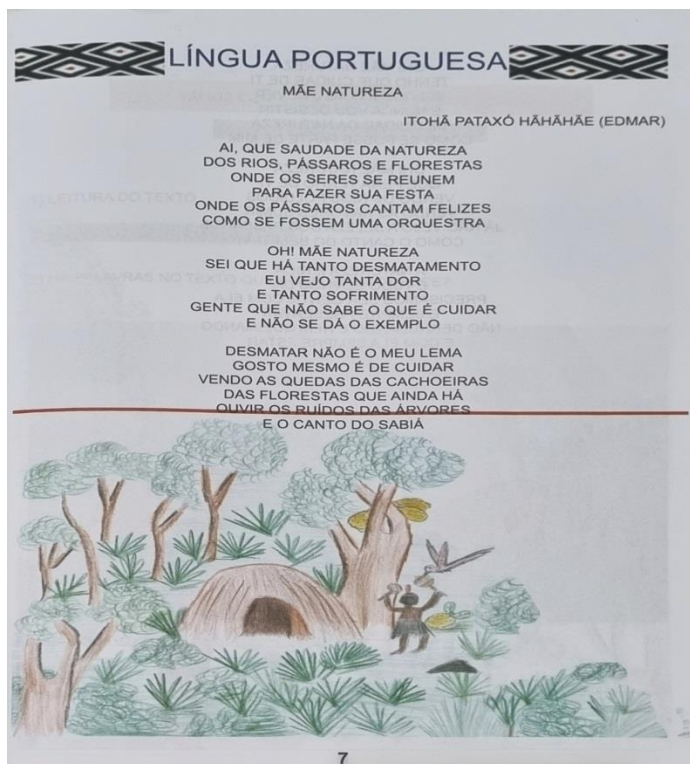 LÍNGUA PORTUGUESA
MÃE NATUREZA
ITOHÃ PATAXÓ HÃHÃHÃE (EDMAR)
AI, QUE SAUDADE DA NATUREZA
DOS RIOS, PÁSSAROS E FLORESTAS
ONDE OS SERES SE REUNEM
PARA FAZER SUA FESTA
ONDE OS PÁSSAROS CANTAM FELIZES
COMO SE FOSSEM UMA ORQUESTRA
OH! MÃE NATUREZA
SEI QUE HÁ TANTO DESMATAMENTO
EU VEJO TANTA DOR
E TANTO SOFRIMENTO
GENTE QUE NÃO SABE O QUE É CUIDAR
E NÃO SE DÁ O EXEMPLO
DESMATAR NÃO É O MEU LEMA
GOSTO MESMO É DE CUIDAR
VENDO AS QUEDAS DAS CACHOEIRAS
DAS FLORESTAS QUE AINDA HÁ
OUVIR OS RUÍDOS DAS ÁRVORES
E O CANTO DO SABIÁ
7